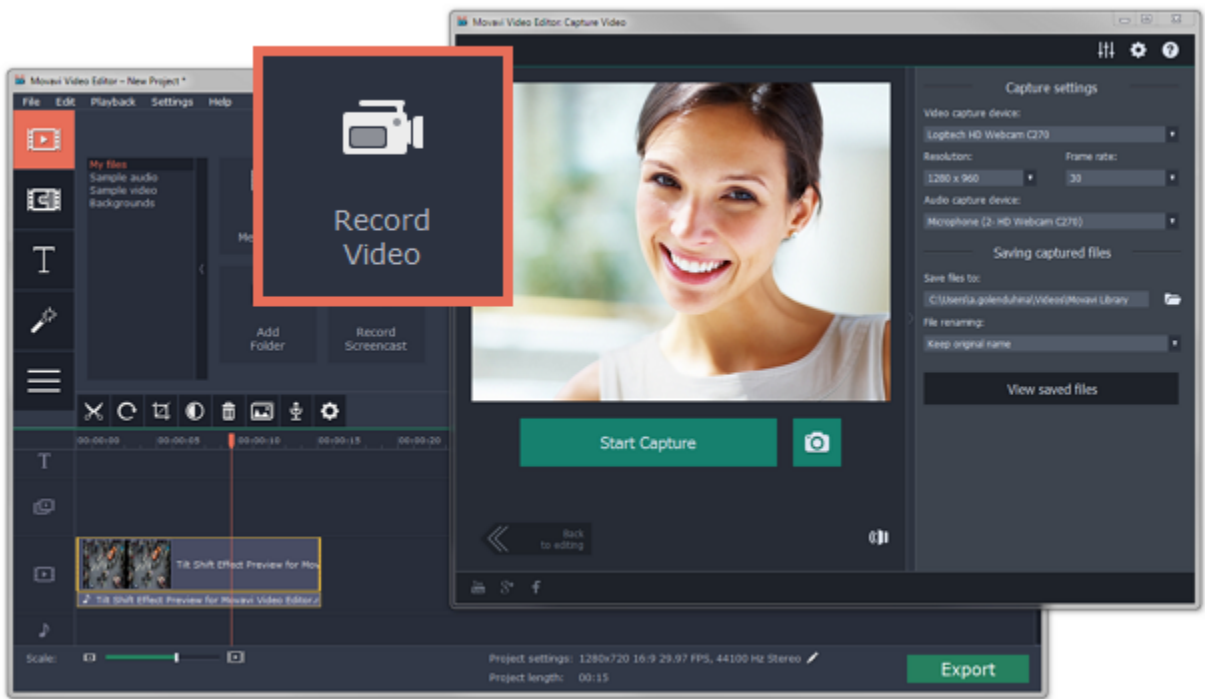 Movavi Video Editor: Capture Video
Movavi Video Editor – New Project *
File Edit Playback Settings Help
My files
Sample audio
Sample video
Backgrounds
Record
Video
Add
Folder
Record
Screencast
00:00:00 00:00:05 00:00:10 00:00:15 00:00:20
T
Tilt Shift Effect Preview for Mov
Tilt Shift Effect Preview for Movavi Video Editor
Scale:
Project settings: 1280x720 16:9 29.97 FPS, 44100 Hz Stereo
Project length: 00:15
Export
Start Capture
Back
to editing
Capture settings
Video capture device:
Logitech HD Webcam C270
Resolution: Frame rate:
1280 x 960 30
Audio capture device:
Microphone (2- HD Webcam C270)
Saving captured files
Save files to:
C:\Users\a.golenduhina\Videos\Movavi Library
File renaming:
Keep original name
View saved files